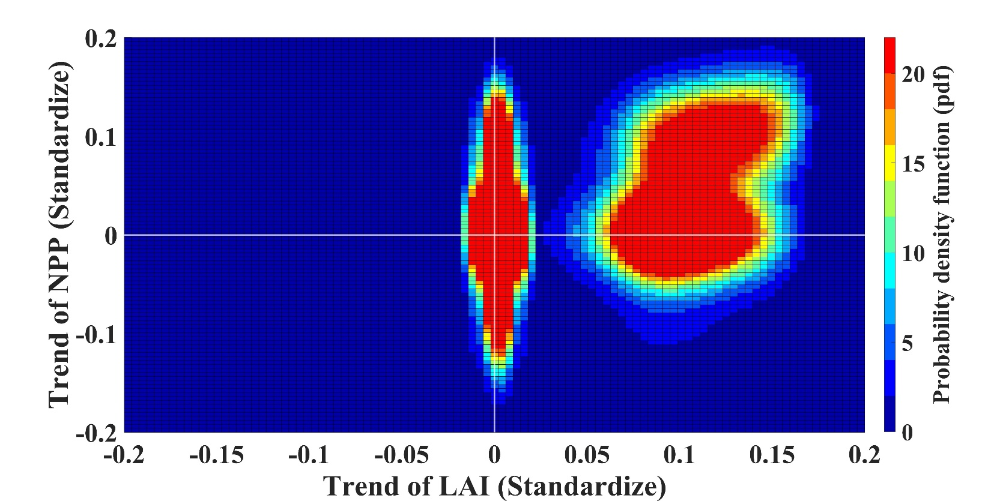 0.2
0.1
0
-0.1
-0.2
Trend of NPP (Standardize)
-0.2 -0.15 -0.1 -0.05 0 0.05 0.1 0.15 0.2
Trend of LAI (Standardize)
20
15
10
5
0
Probability density function (pdf)